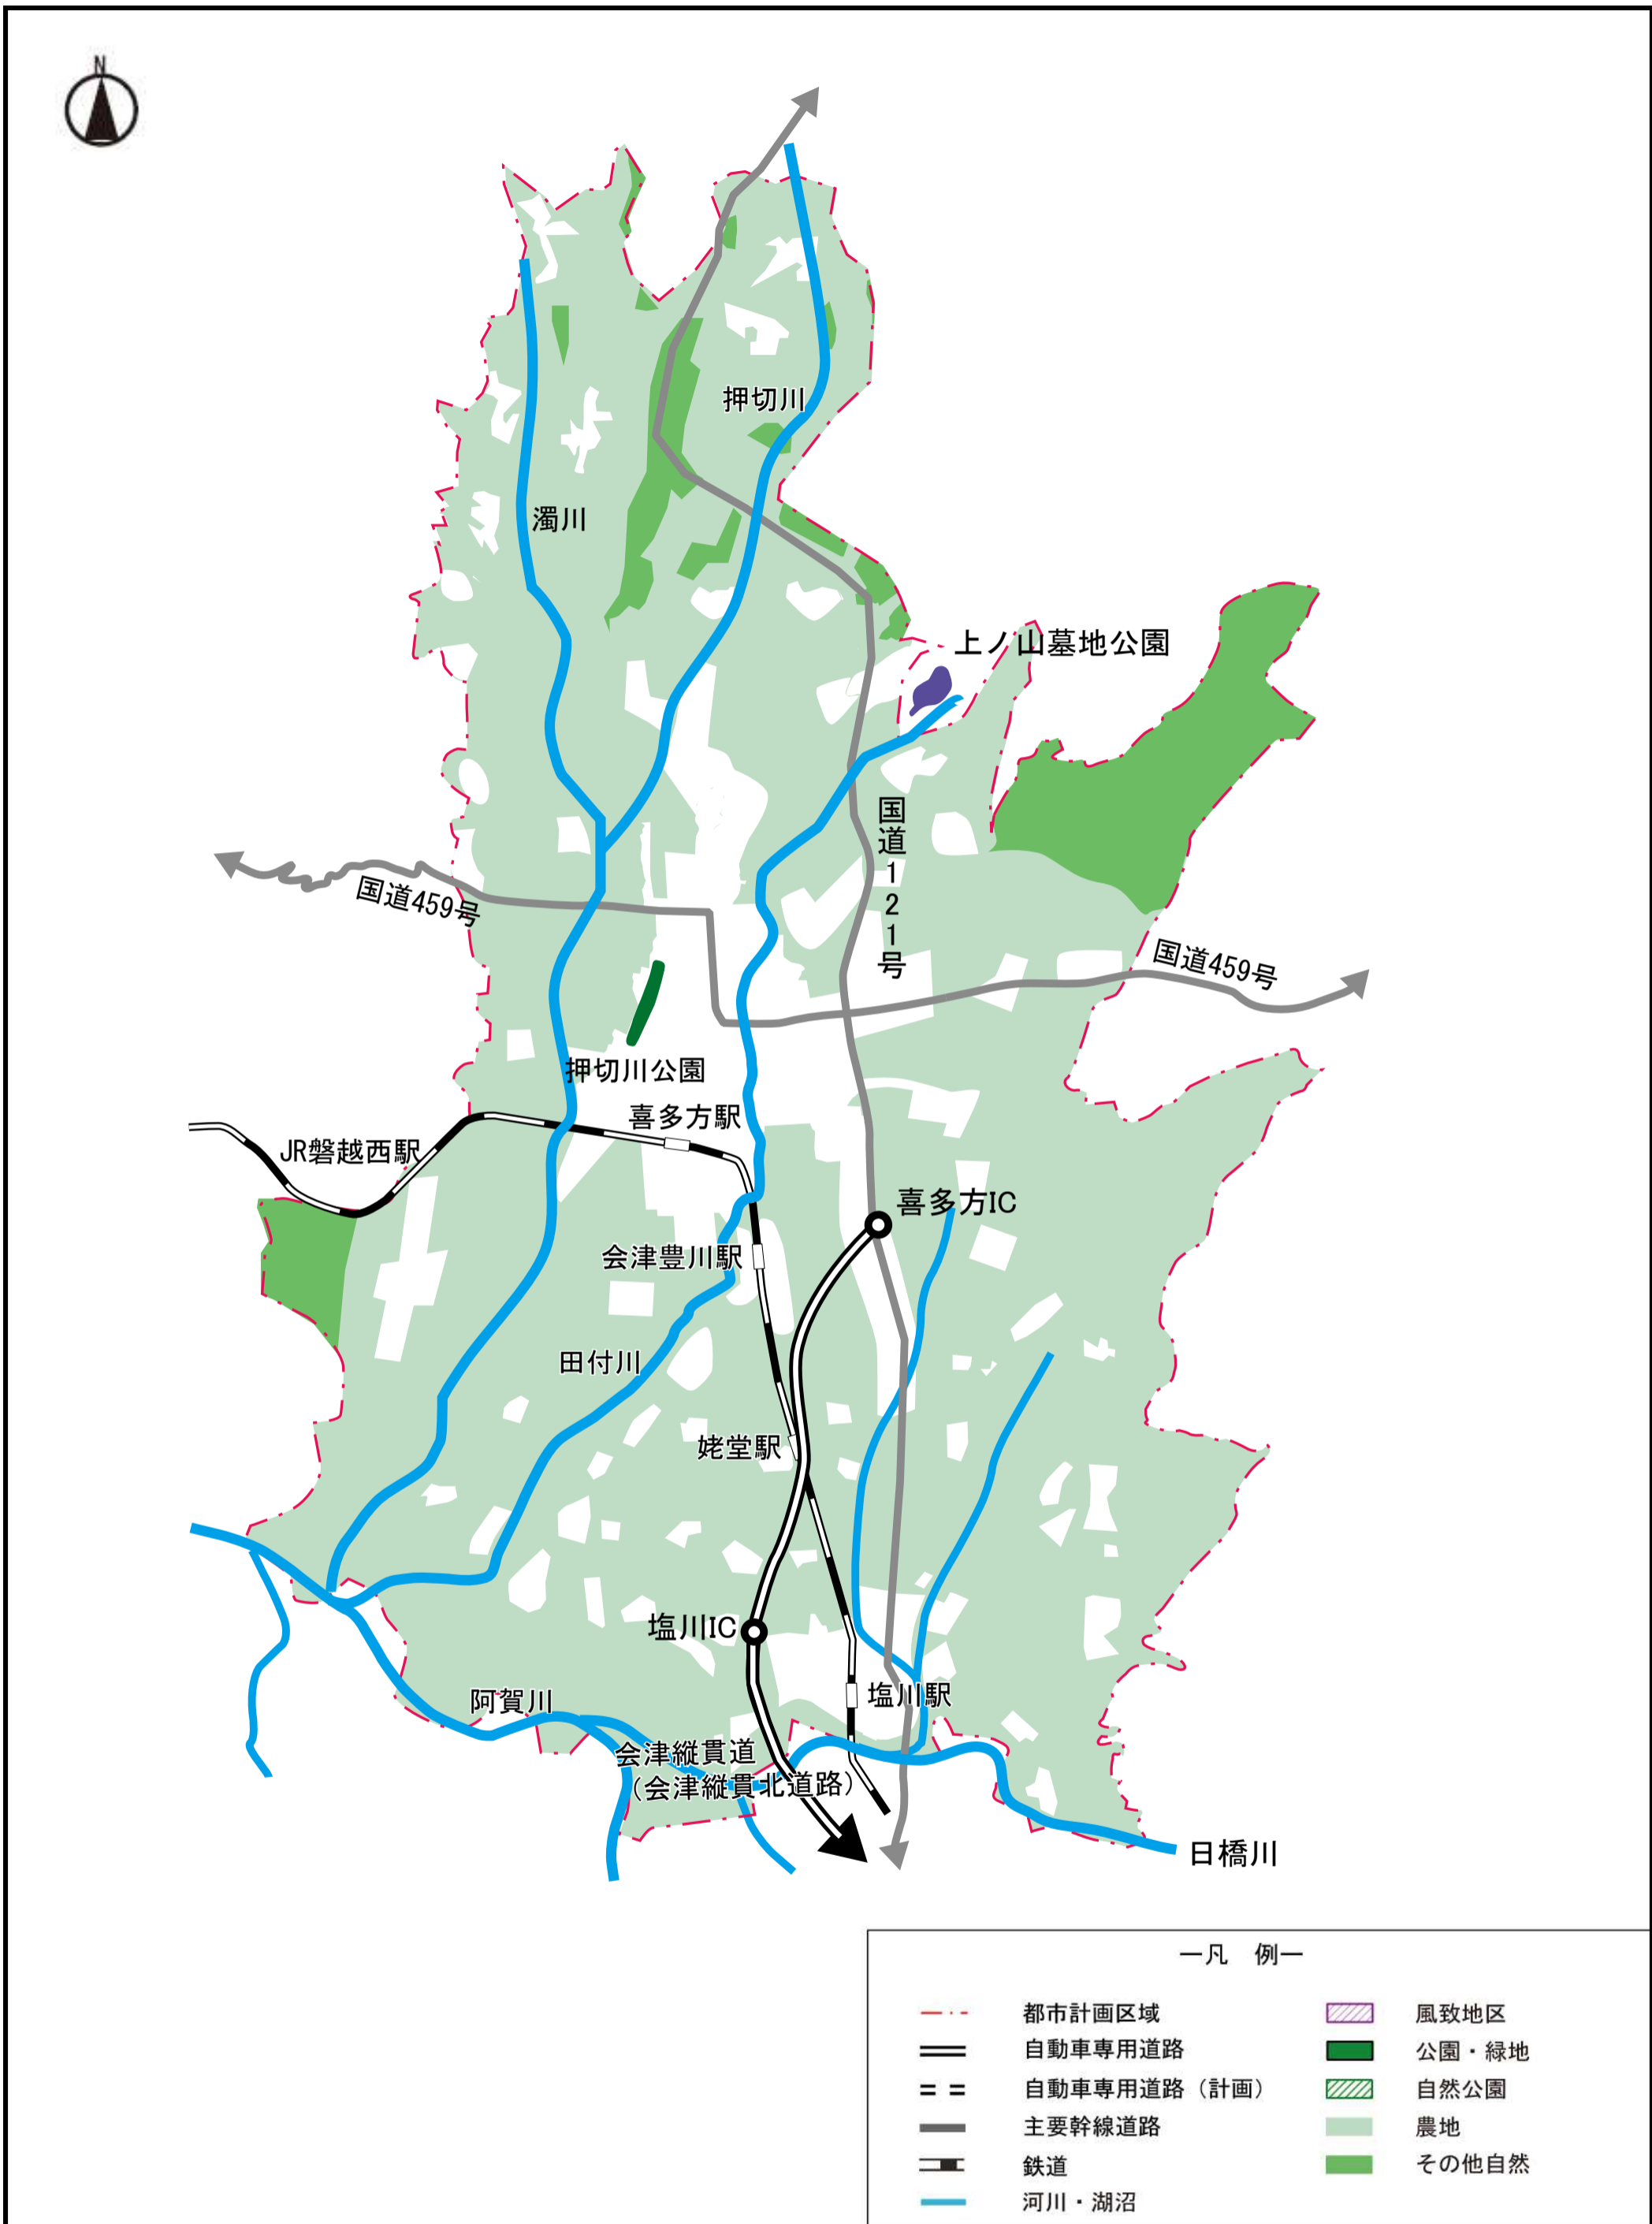 N
押切川
濁川
上ノ山墓地公園
国道121号
国道459号
国道459号
押切川公園
喜多方駅
JR磐越西駅
喜多方IC
会津豊川駅
田付川
姥堂駅
塩川IC
塩川駅
阿賀川
会津縦貫道
（会津縦貫北道路）
日橋川
―凡　例―
都市計画区域
自動車専用道路
自動車専用道路（計画）
主要幹線道路
鉄道
河川・湖沼
風致地区
公園・緑地
自然公園
農地
その他自然